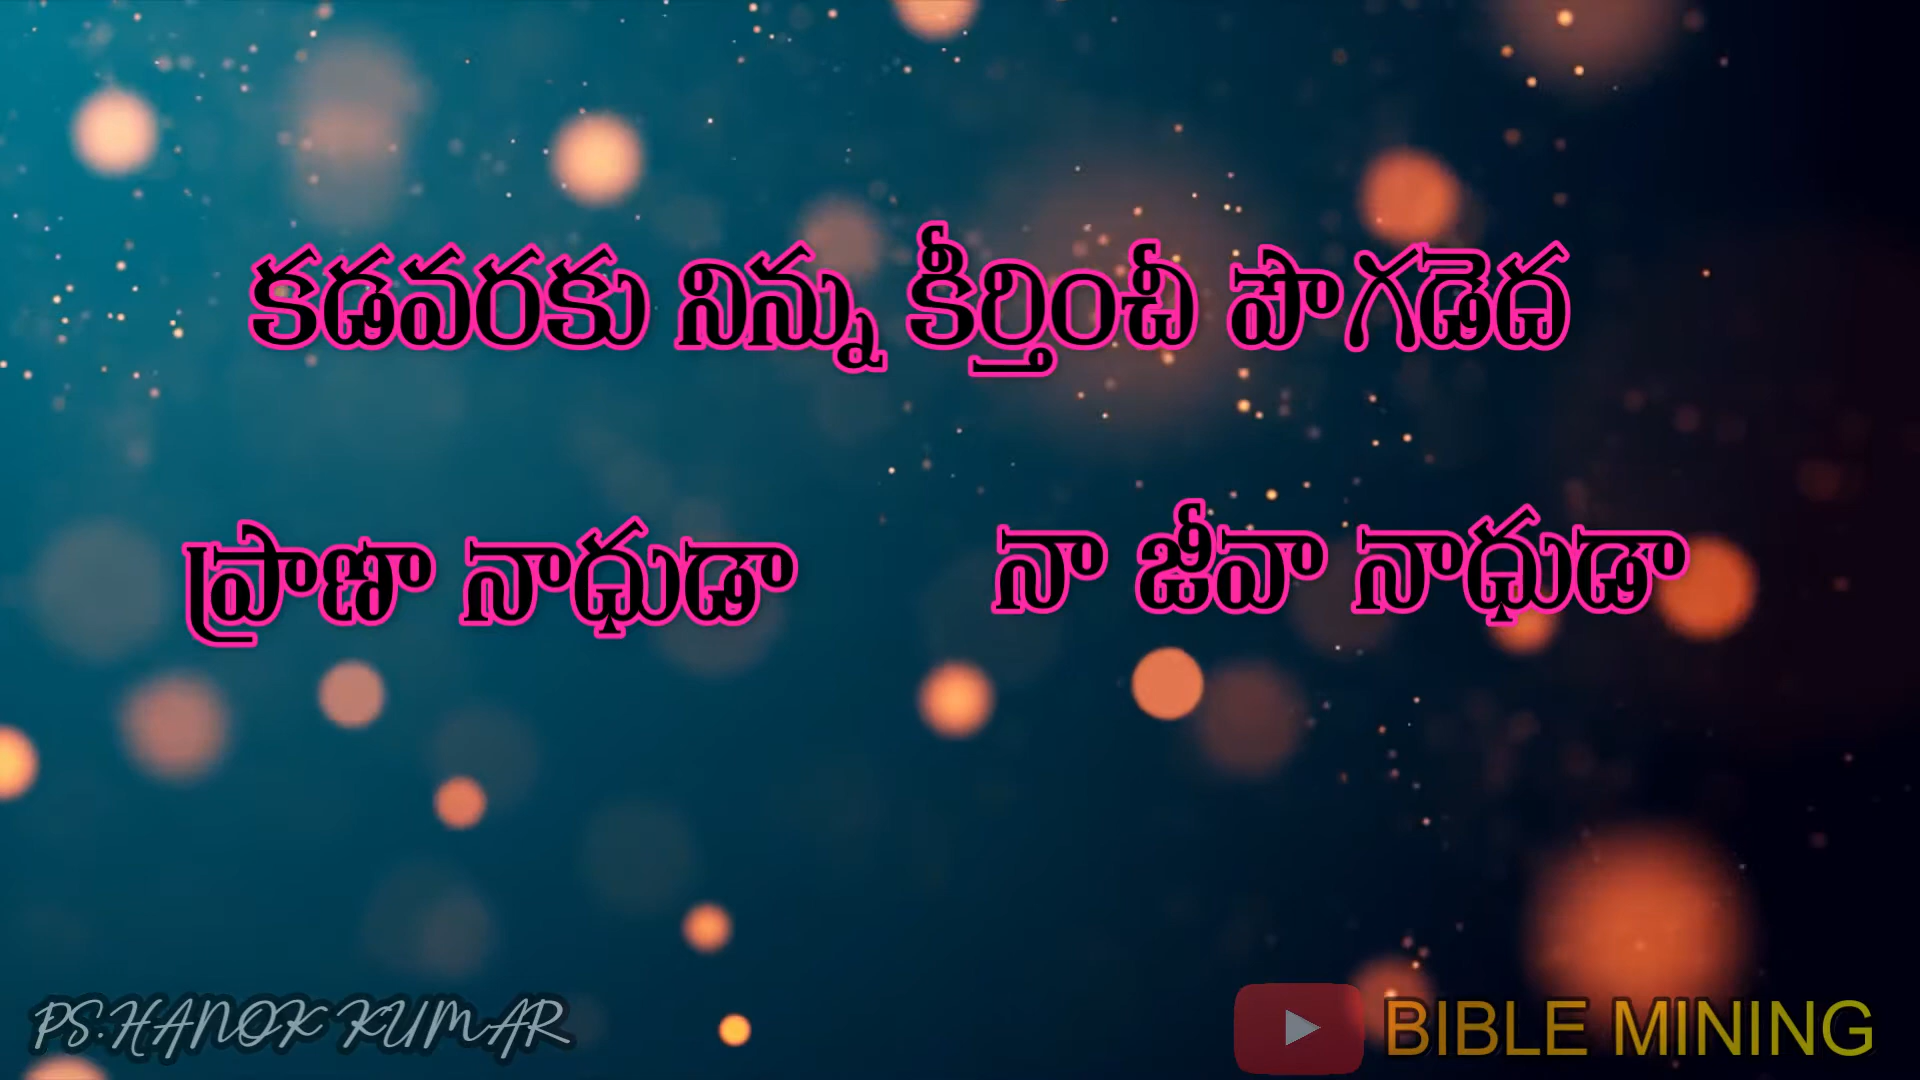 కడవరకు నిన్ను కీర్తించి పొగడెద
ప్రాణా నాధుడా నా జీవా నాధుడా
PS.HANOK KUMAR
BIBLE MINING